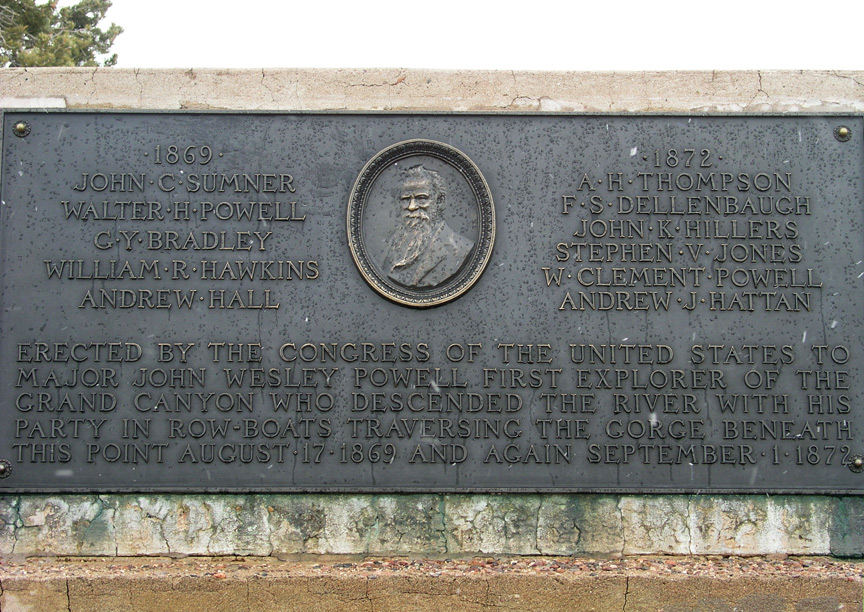 ·1869·
JOHN·C·SUMNER
WALTER·H·POWELL
G·Y·BRADLEY
WILLIAM·R·HAWKINS
ANDREW·HALL
·1872·
A·H·THOMPSON
F·S·DELLENBAUGH
JOHN·K·HILLERS
STEPHEN·V·JONES
W·CLEMENT·POWELL
ANDREW·J·HATTAN
ERECTED BY THE CONGRESS OF THE UNITED STATES TO
MAJOR JOHN WESLEY POWELL FIRST EXPLORER OF THE
GRAND CANYON WHO DESCENDED THE RIVER WITH HIS
PARTY IN ROW-BOATS TRAVERSING THE GORGE BENEATH
THIS POINT AUGUST·17·1869 AND AGAIN SEPTEMBER·1·1872